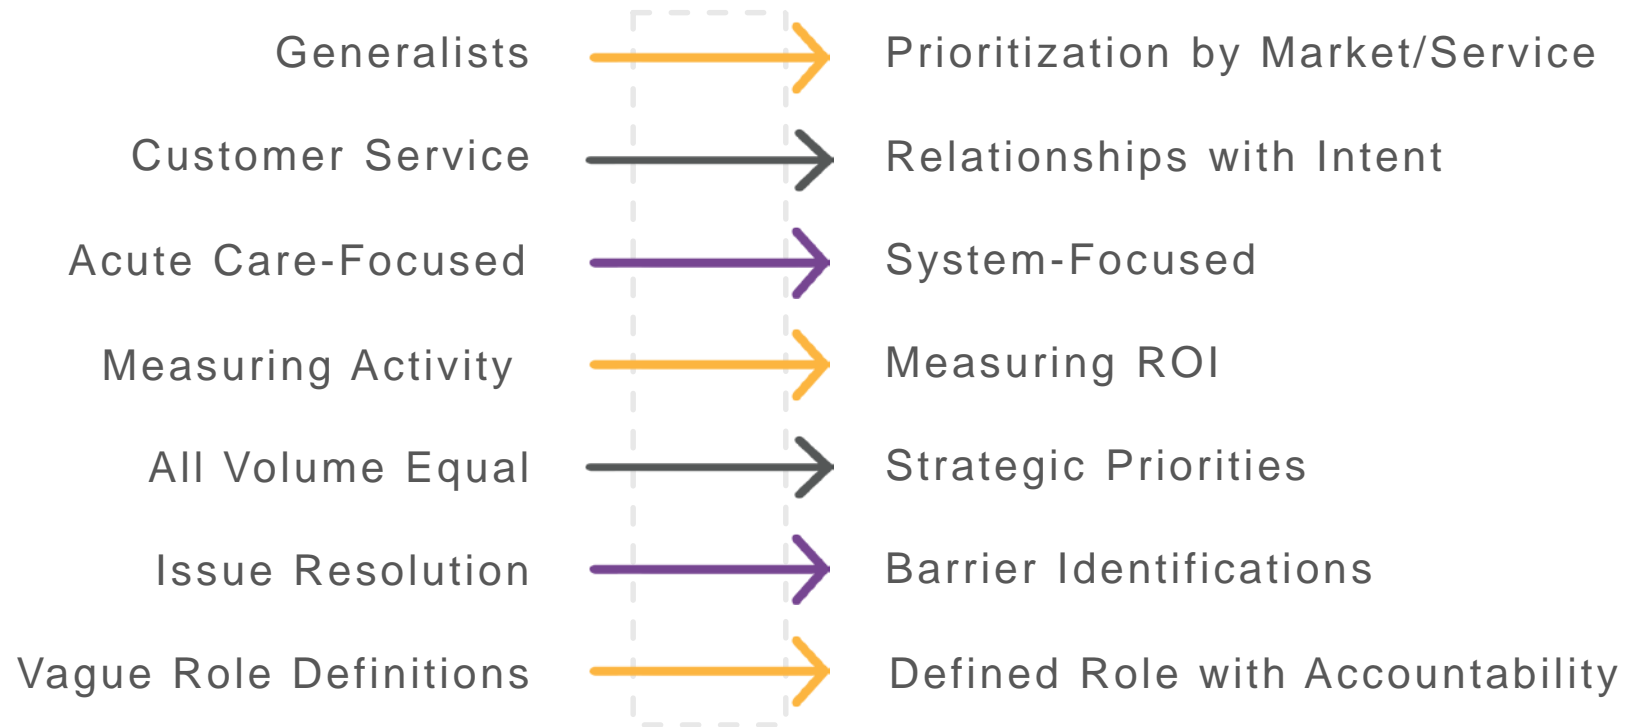 Generalists Prioritization by Market/Service
Customer Service Relationships with Intent
Acute Care-Focused System-Focused
Measuring Activity Measuring ROI
All Volume Equal Strategic Priorities
Issue Resolution Barrier Identifications
Vague Role Definitions Defined Role with Accountability